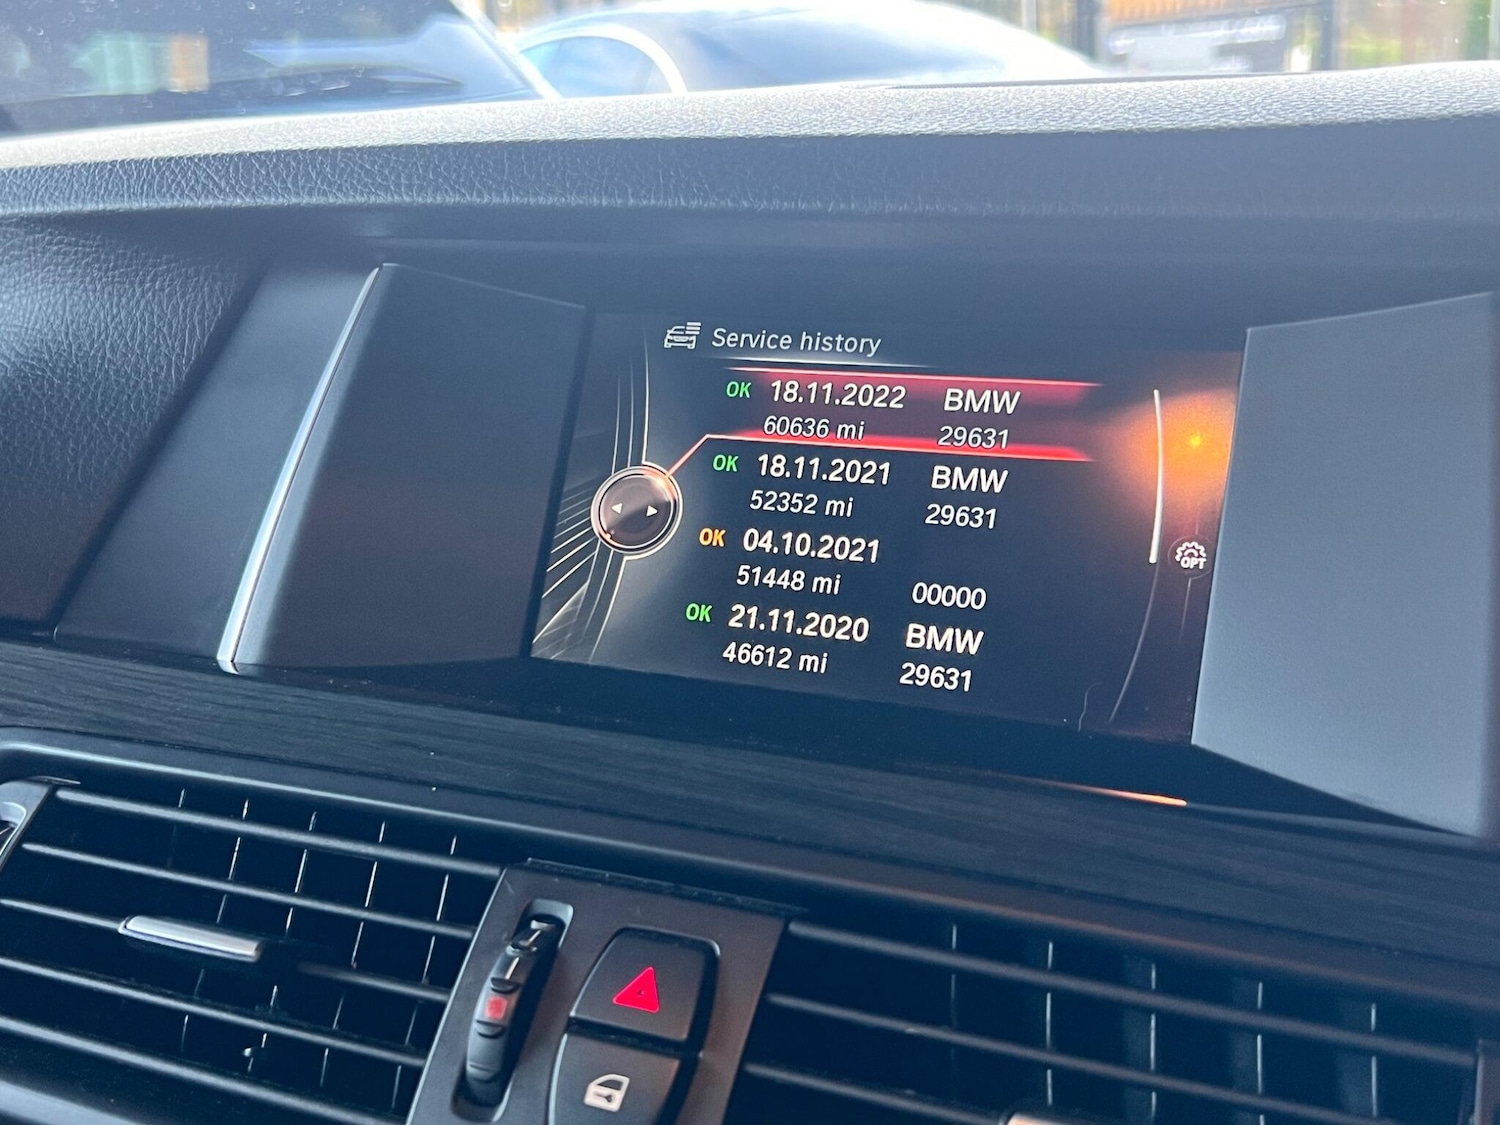 Service history
OK 18.11.2022 BMW
60636 mi 29631
OK 18.11.2021 BMW
52352 mi 29631
OK 04.10.2021
51448 mi 00000
OK 21.11.2020 BMW
46612 mi 29631
OPT